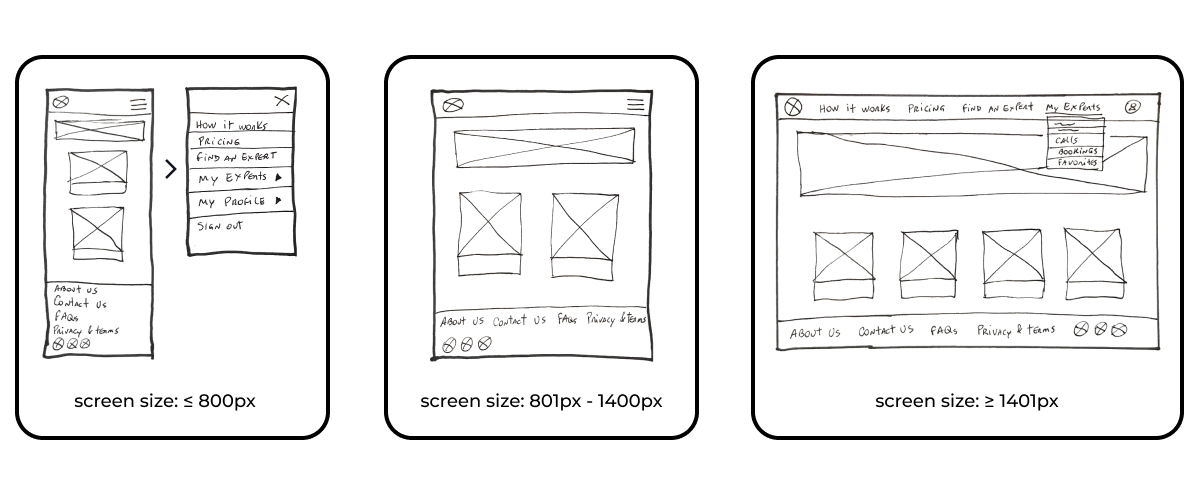 How it works
Pricing
Find an Expert
My Experts
My Profile
Sign out
About us
Contact us
FAQs
Privacy & terms
screen size: ≤ 800px
About us Contact us FAQs Privacy & terms
screen size: 801px - 1400px
How it works Pricing Find an Expert My Experts
Calls
Bookings
Favorites
About us Contact us FAQs Privacy & terms
screen size: ≥ 1401px